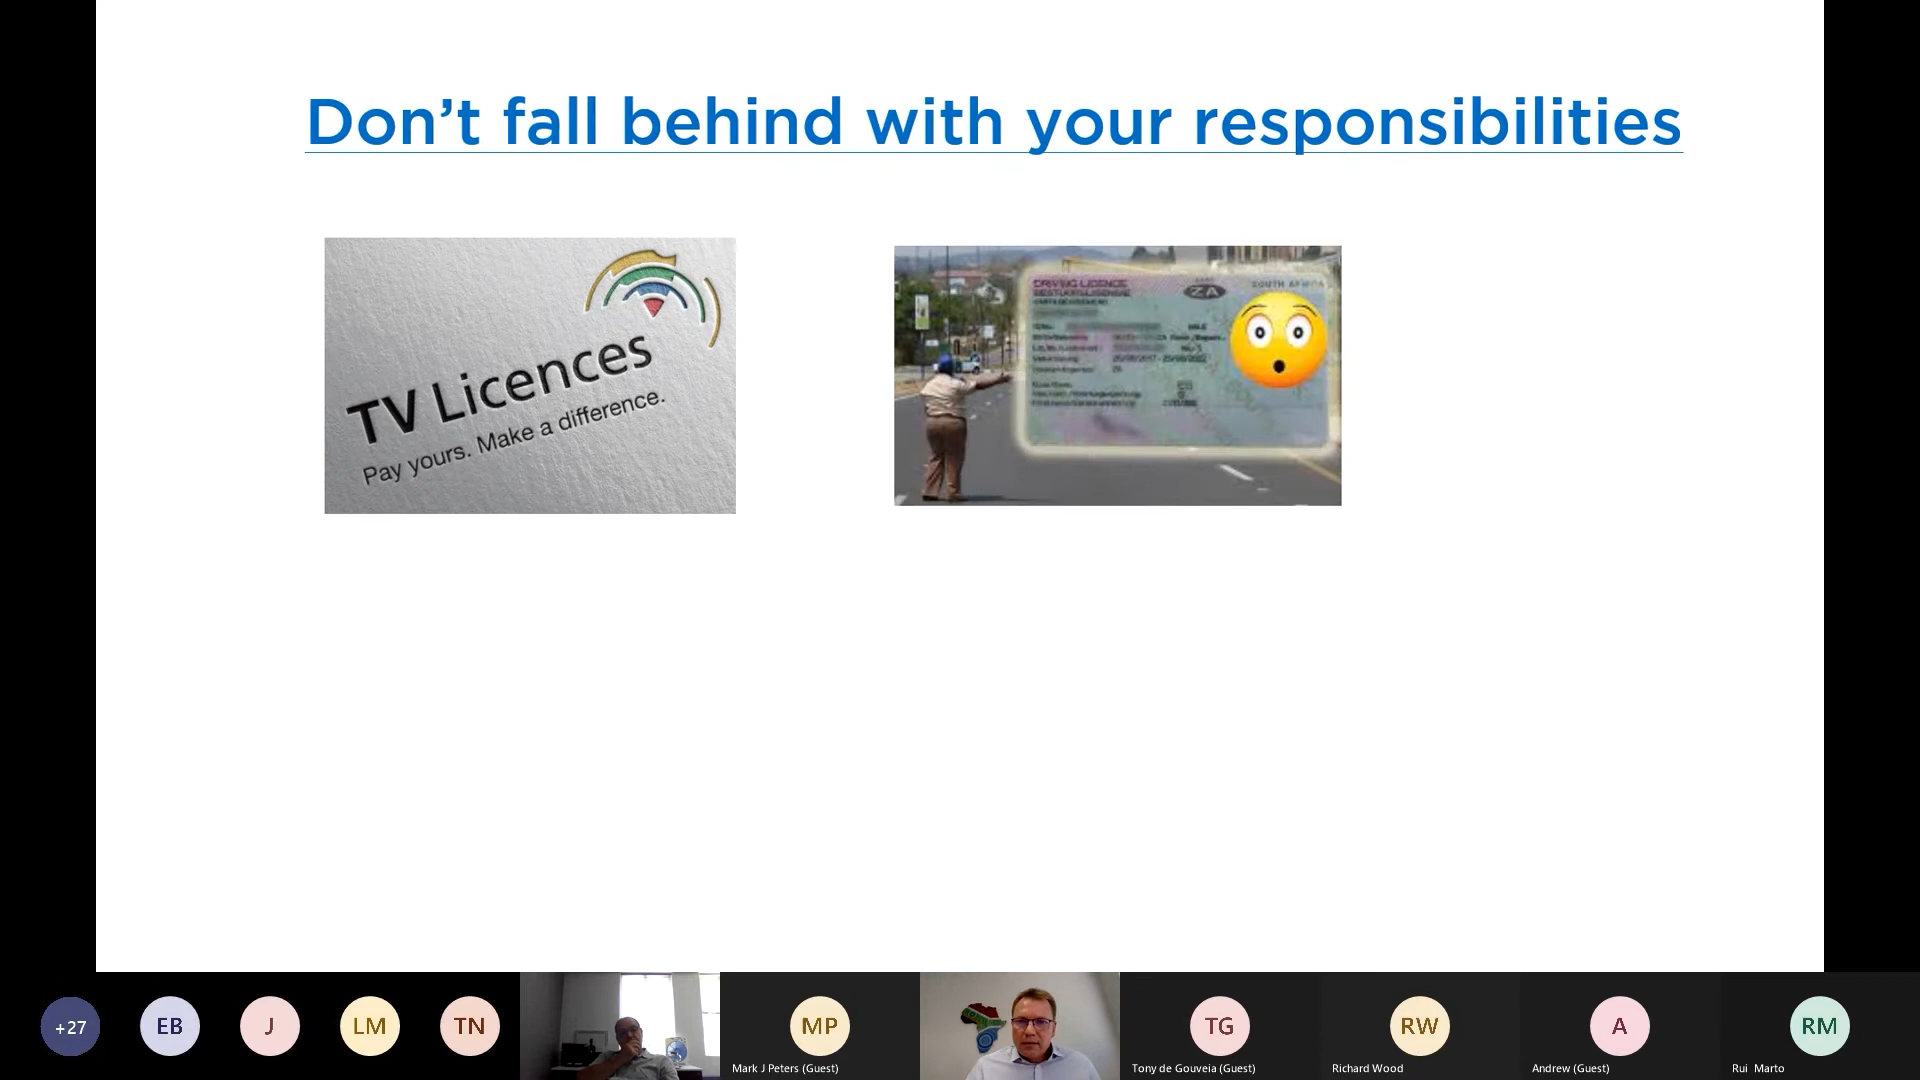 Don’t fall behind with your responsibilities
TV Licences
Pay yours. Make a difference.
DRIVING LICENCE
ZA
SOUTH AFRICA
+27
EB
J
LM
TN
MP
TG
RW
A
RM
Mark J Peters (Guest)
Tony de Gouveia (Guest)
Richard Wood
Andrew (Guest)
Rui Marto